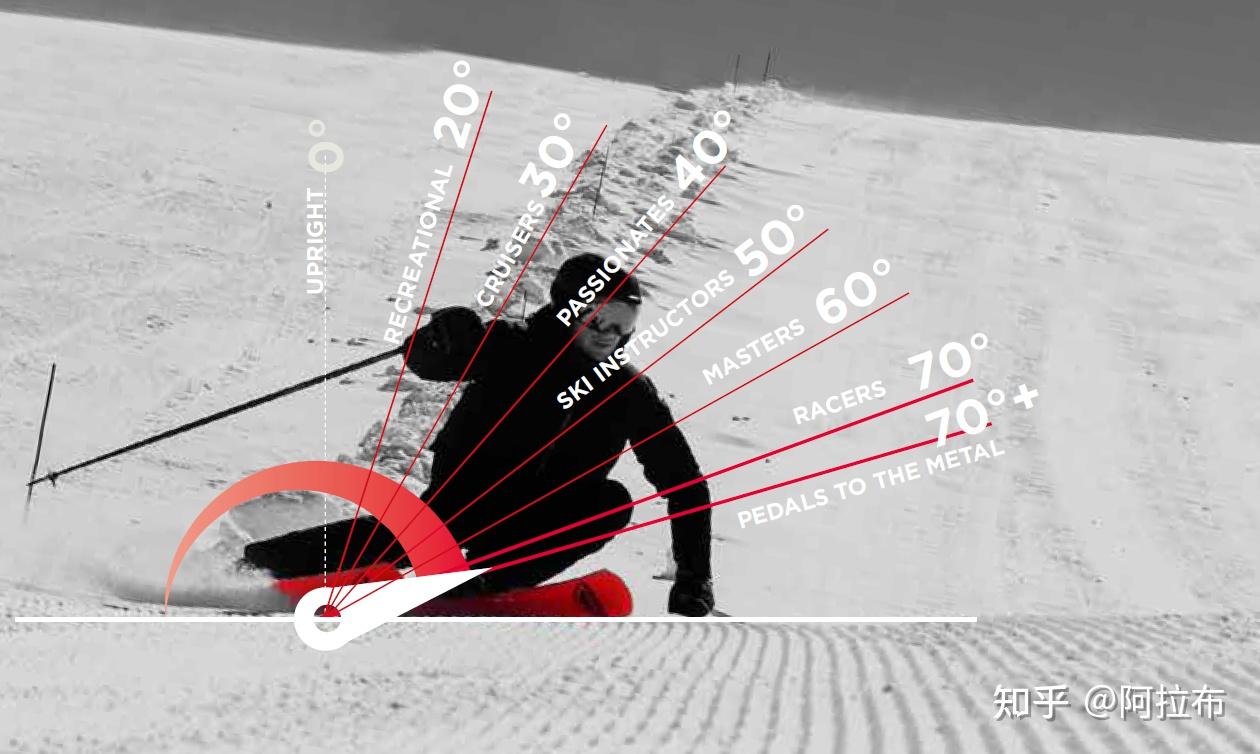 UPRIGHT 0°
RECREATIONAL 20°
CRUISERS 30°
PASSIONATES 40°
SKI INSTRUCTORS 50°
MASTERS 60°
RACERS 70°
70°+
PEDALS TO THE METAL
知乎 @阿拉布